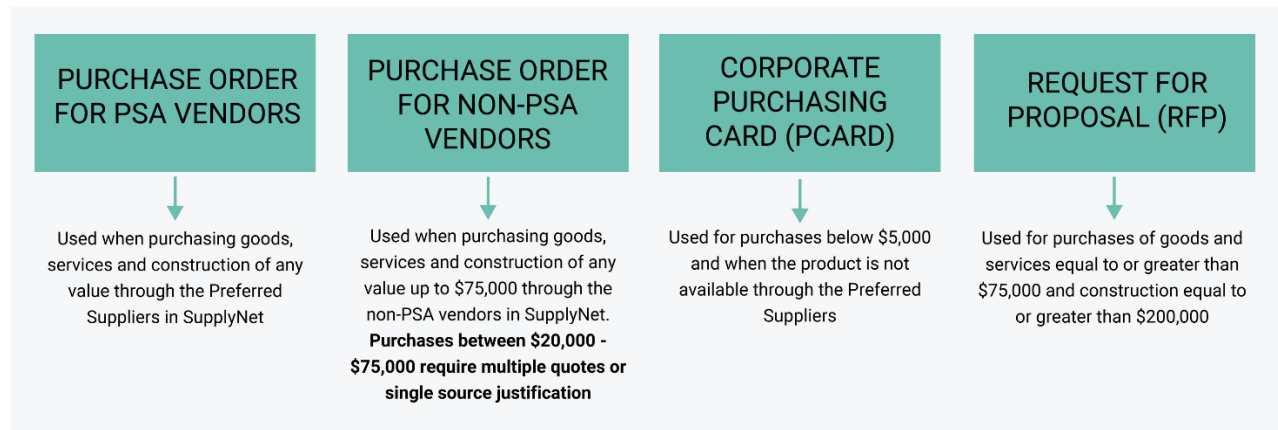 PURCHASE ORDER
FOR PSA VENDORS
Used when purchasing goods,
services and construction of any
value through the Preferred
Suppliers in SupplyNet
PURCHASE ORDER
FOR NON-PSA
VENDORS
Used when purchasing goods,
services and construction of any
value up to $75,000 through the
non-PSA vendors in SupplyNet.
Purchases between $20,000 -
$75,000 require multiple quotes or
single source justification
CORPORATE
PURCHASING
CARD (PCARD)
Used for purchases below $5,000
and when the product is not
available through the Preferred
Suppliers
REQUEST FOR
PROPOSAL (RFP)
Used for purchases of goods and
services equal to or greater than
$75,000 and construction equal to
or greater than $200,000